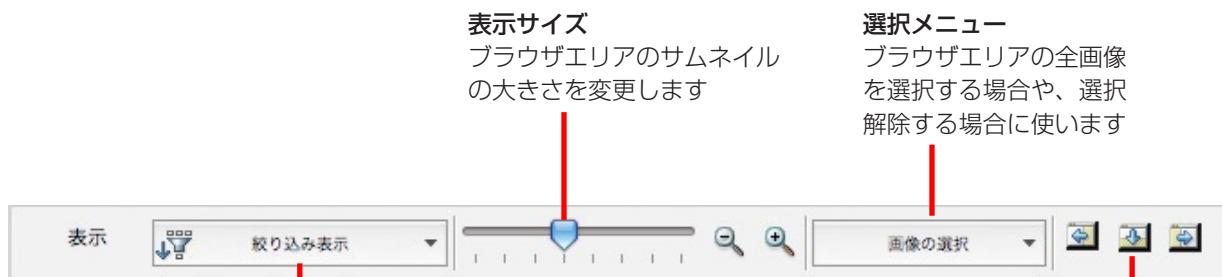 表示サイズ
ブラウザエリアのサムネイル
の大きさを変更します
選択メニュー
ブラウザエリアの全画像
を選択する場合や、選択
解除する場合に使います
表示
絞り込み表示
画像の選択